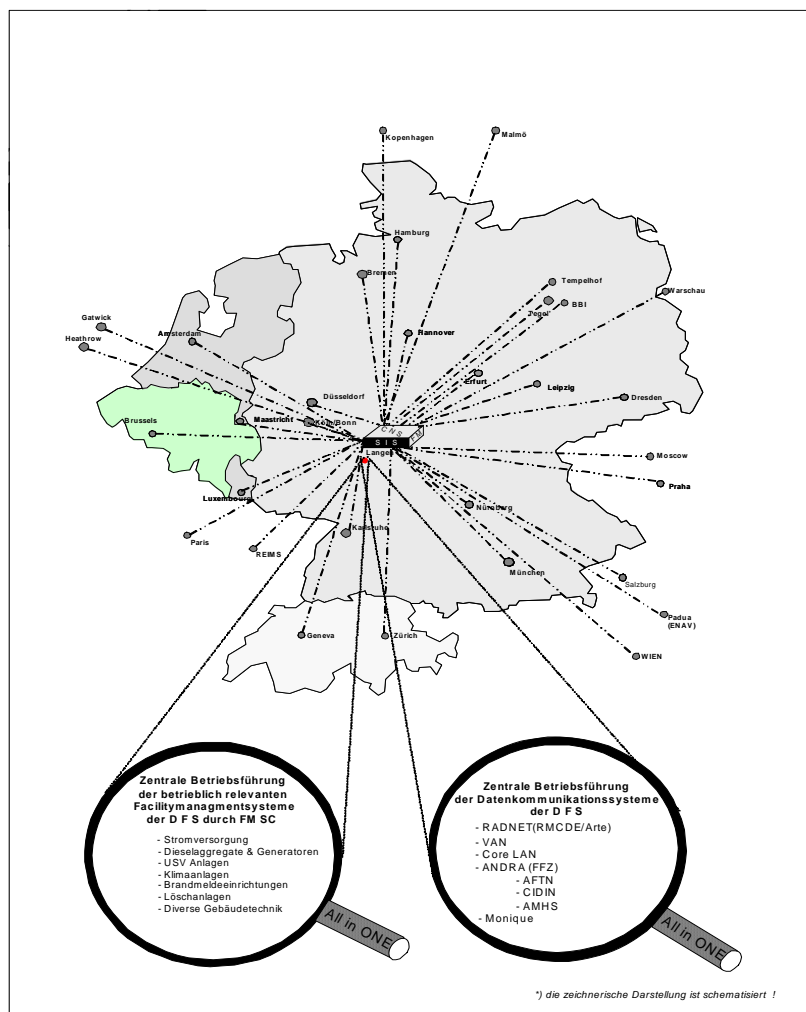 Kopenhagen
Malmö
Hamburg
Bremen
Tempelhof
Tegel
BBI
Warschau
Gatwick
Heathrow
Amsterdam
Hannover
Erfurt
Leipzig
Dresden
Düsseldorf
Brussels
Maastricht
Köln/Bonn
CNS
SIS
Langen
Moscow
Praha
Luxembourg
Nürnberg
Paris
REIMS
Karlsruhe
München
Salzburg
Padua
(ENAV)
Geneva
Zürich
WIEN
Zentrale Betriebsführung
der betrieblich relevanten
Facilitymanagmentsysteme
der D F S durch FM SC
- Stromversorgung
- Dieselaggregate & Generatoren
- USV Anlagen
- Klimaanlagen
- Brandmeldeeinrichtungen
- Löschanlagen
- Diverse Gebäudetechnik
All in ONE
Zentrale Betriebsführung
der Datenkommunikationssysteme
der D F S
- RADNET(RMCDE/Arte)
- VAN
- Core LAN
- ANDRA (FFZ)
- AFTN
- CIDIN
- AMHS
- Monique
All in ONE
*) die zeichnerische Darstellung ist schematisiert !